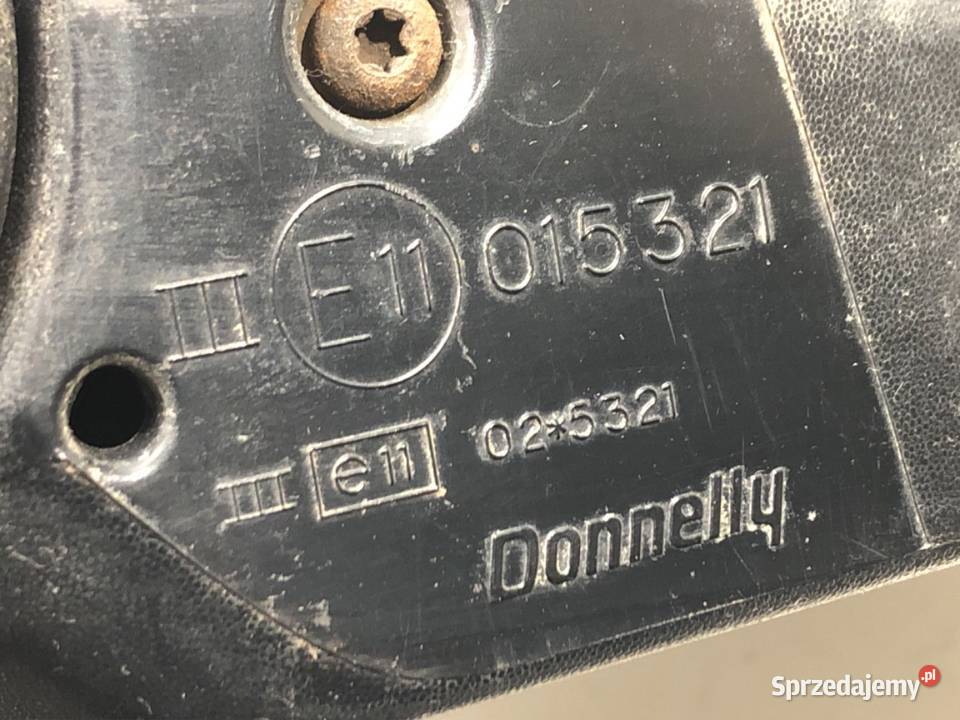 III E11 015321
III e11 02*5321
Donnelly
Sprzedajemy.pl